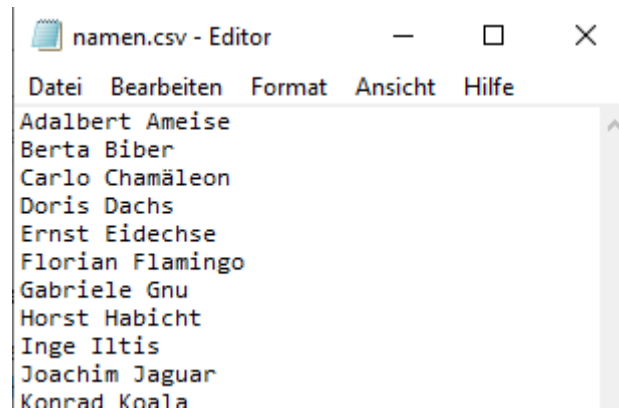 namen.csv - Editor
Datei Bearbeiten Format Ansicht Hilfe
Adalbert Ameise
Berta Biber
Carlo Chamäleon
Doris Dachs
Ernst Eidechse
Florian Flamingo
Gabriele Gnu
Horst Habicht
Inge Iltis
Joachim Jaguar
Konrad Koala